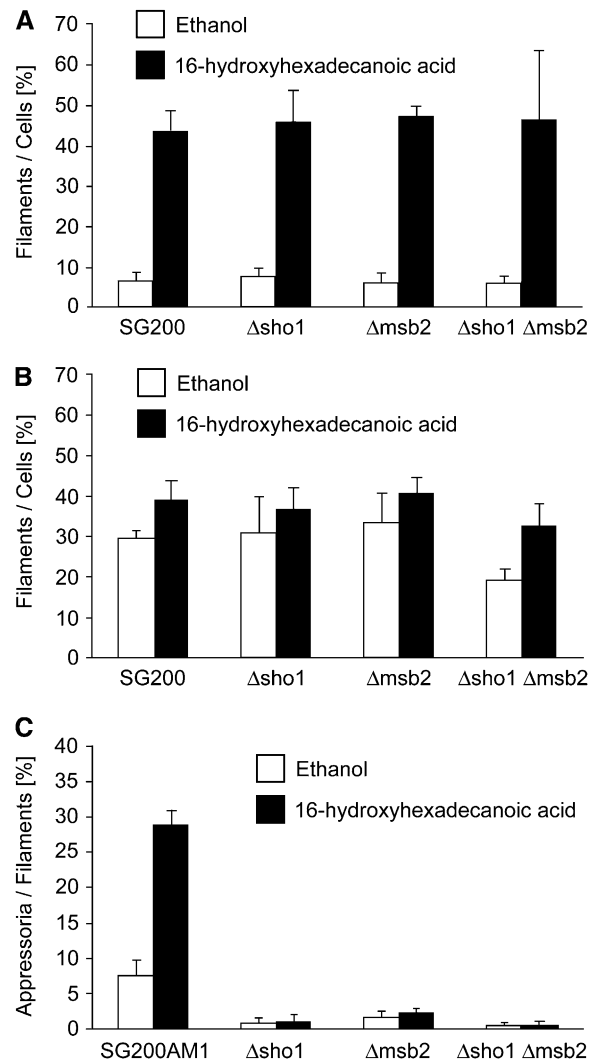 A
Filaments / Cells [%]
70
60
50
40
30
20
10
0
Ethanol
16-hydroxyhexadecanoic acid
SG200 Δsho1 Δmsb2 Δsho1 Δmsb2
B
Filaments / Cells [%]
70
60
50
40
30
20
10
0
Ethanol
16-hydroxyhexadecanoic acid
SG200 Δsho1 Δmsb2 Δsho1 Δmsb2
C
Appressoria / Filaments [%]
40
35
30
25
20
15
10
5
0
Ethanol
16-hydroxyhexadecanoic acid
SG200AM1 Δsho1 Δmsb2 Δsho1 Δmsb2